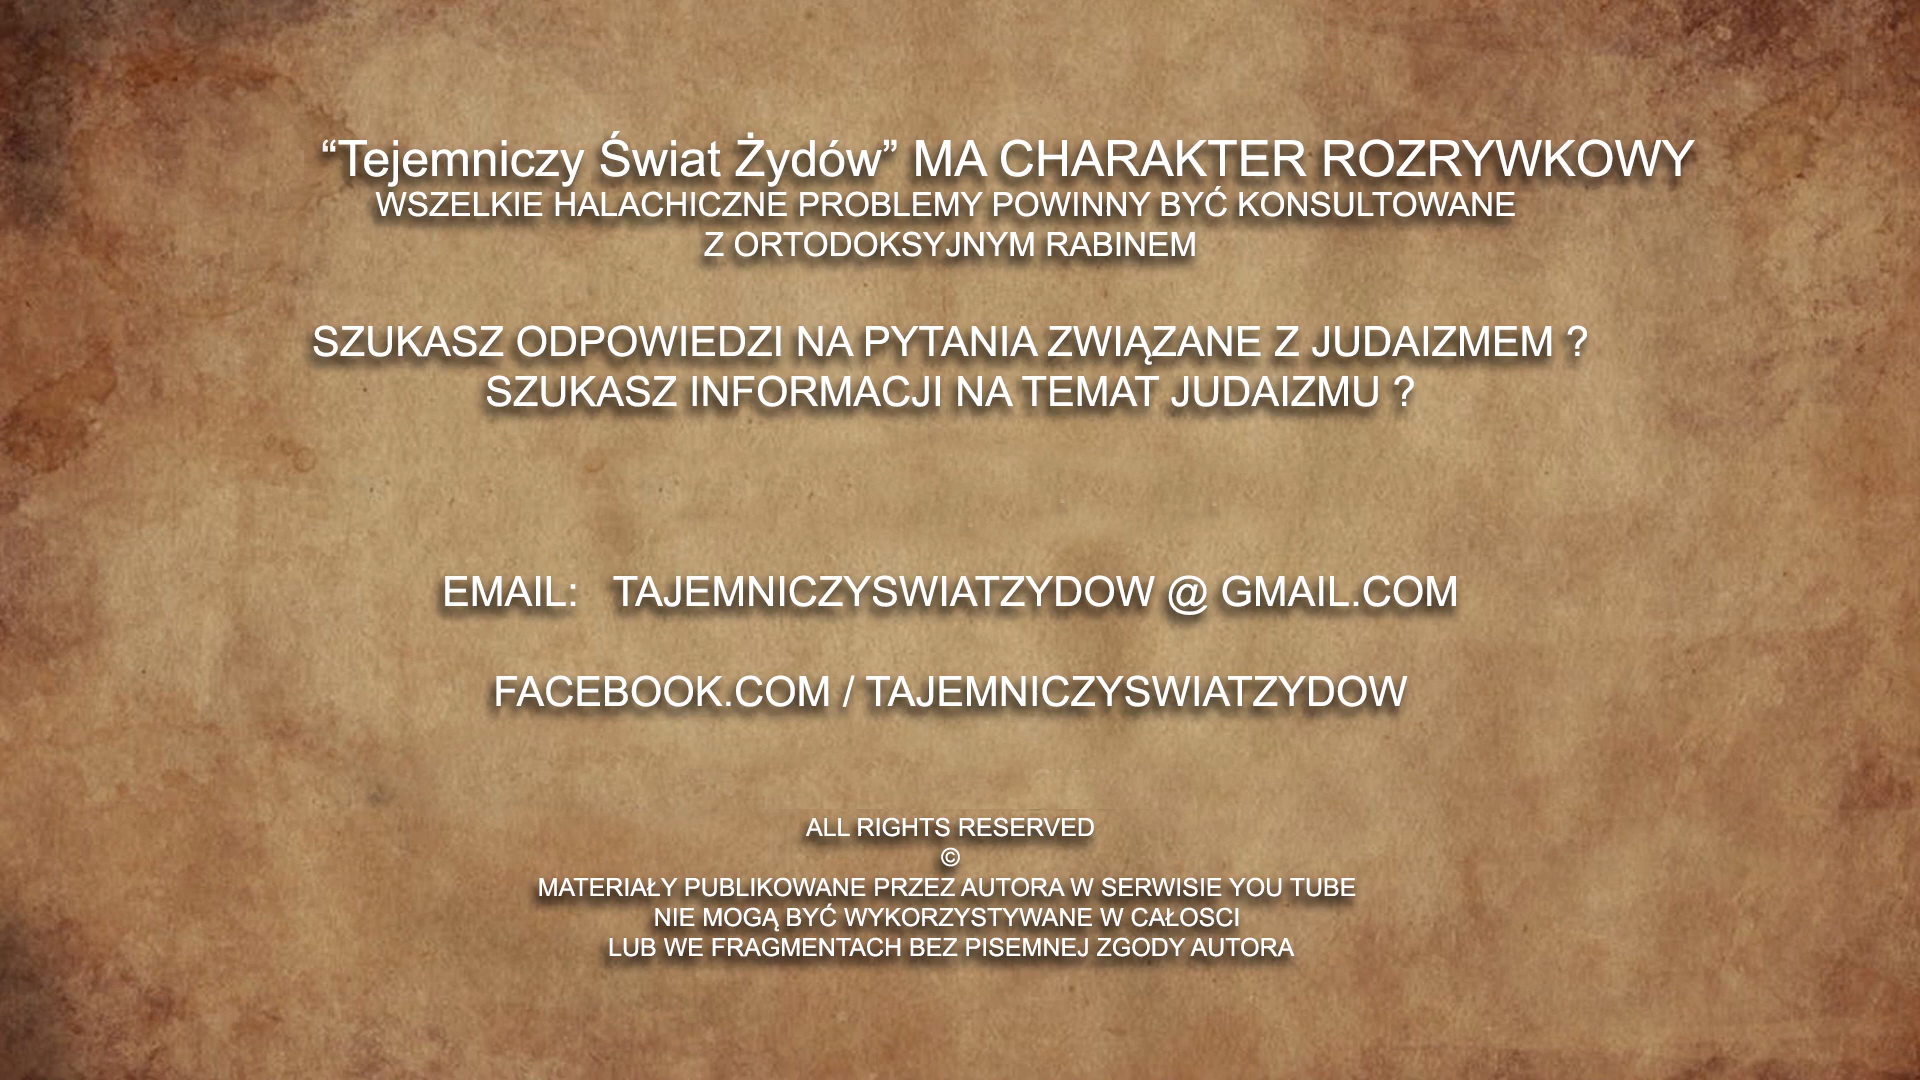 “Tejemniczy Świat Żydów” MA CHARAKTER ROZRYWKOWY
WSZELKIE HALACHICZNE PROBLEMY POWINNY BYĆ KONSULTOWANE
Z ORTODOKSYJNYM RABINEM
SZUKASZ ODPOWIEDZI NA PYTANIA ZWIĄZANE Z JUDAIZMEM ?
SZUKASZ INFORMACJI NA TEMAT JUDAIZMU ?
EMAIL: TAJEMNICZYSWIATZYDOW @ GMAIL.COM
FACEBOOK.COM / TAJEMNICZYSWIATZYDOW
ALL RIGHTS RESERVED
©
MATERIAŁY PUBLIKOWANE PRZEZ AUTORA W SERWISIE YOU TUBE
NIE MOGĄ BYĆ WYKORZYSTYWANE W CAŁOSCI
LUB WE FRAGMENTACH BEZ PISEMNEJ ZGODY AUTORA